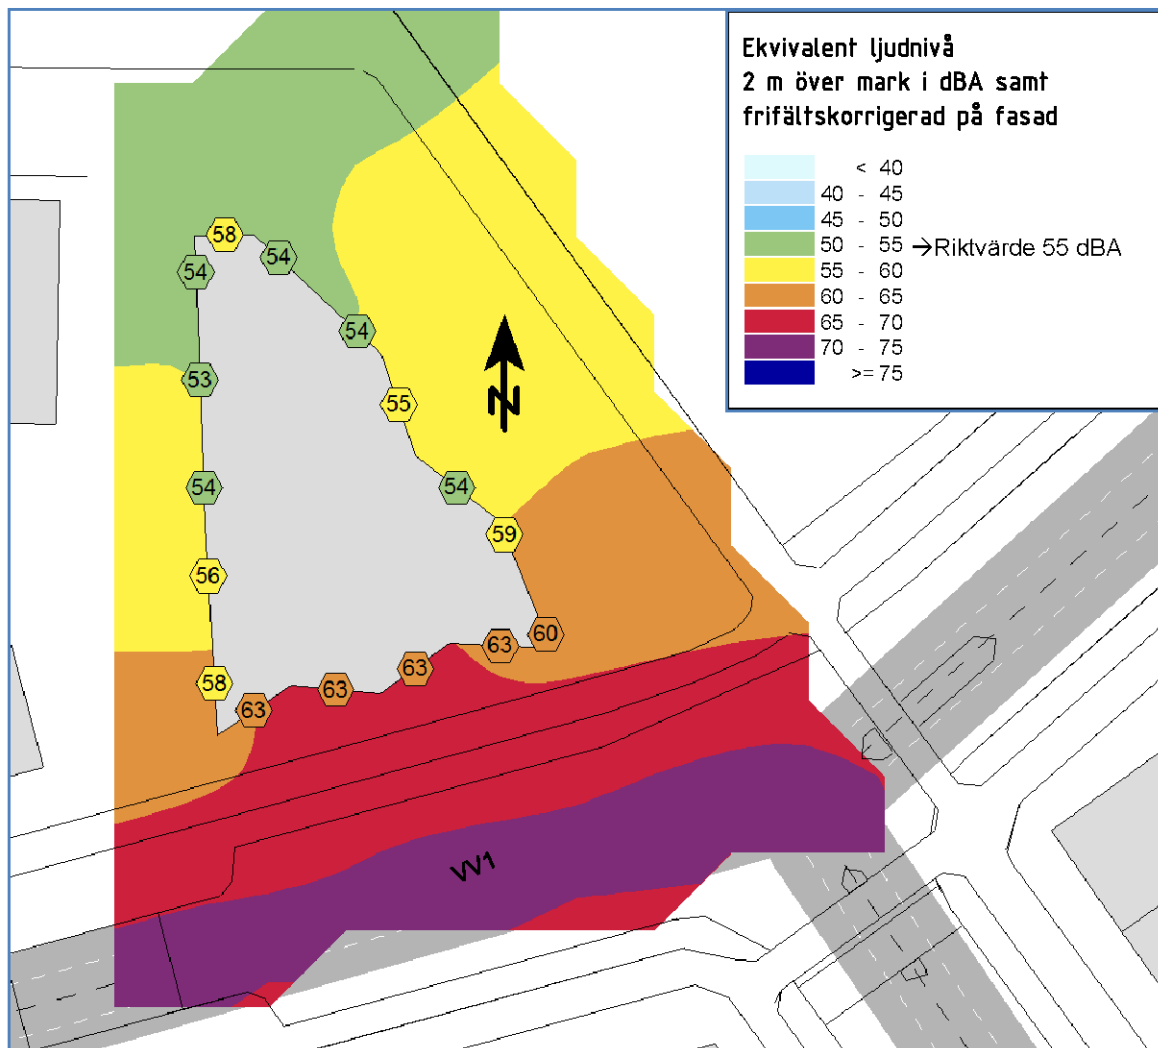 Ekvivalent ljudnivå
2 m över mark i dBA samt
frifältskorrigerad på fasad
< 40
40 - 45
45 - 50
50 - 55 →Riktvärde 55 dBA
55 - 60
60 - 65
65 - 70
70 - 75
>= 75
58
54
54
54
53
55
54
54
59
56
60
63
63
58
63
63
N
VV1